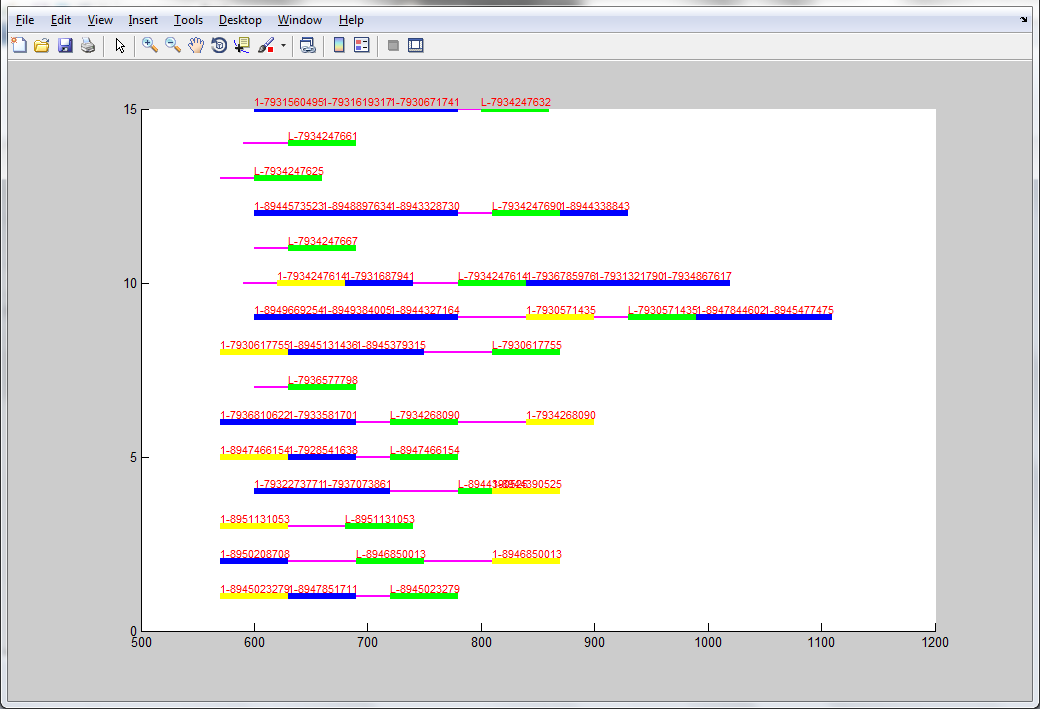 File Edit View Insert Tools Desktop Window Help
15
1-7931560495 1-7931619317 1-7930671741 L-7934247632
L-7934247661
L-7934247625
1-8944573523 1-8948897634 1-8943328730 L-7934247690 1-8944338843
L-7934247667
10
1-7934247614 1-7931687941 L-7934247614 1-7936785976 1-7931321790 1-7934867617
1-8949669254 1-8949384005 1-8944327164 1-7930571435 L-7930571435 1-8947844602 1-8945477475
1-7930617755 1-8945131436 1-8945379315 L-7930617755
L-7936577798
1-7936810622 1-7933581701 L-7934268090 1-7934268090
5
1-8947466154 1-7928541638 L-8947466154
1-7932273771 1-7937073861 L-8944390525 1-8944390525
1-8951131053 L-8951131053
1-8950208708 L-8946850013 1-8946850013
1-8945023279 1-8947851711 L-8945023279
0
500 600 700 800 900 1000 1100 1200